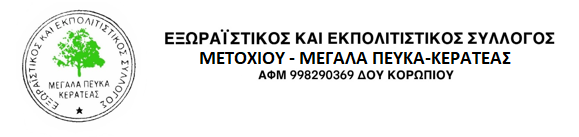 ΕΞΩΡΑΪΣΤΙΚΟΣ ΚΑΙ ΕΚΠΟΛΙΤΙΣΤΙΚΟΣ ΣΥΛΛΟΓΟΣ
ΜΕΓΑΛΑ ΠΕΥΚΑ
ΚΕΡΑΤΕΑΣ
ΕΞΩΡΑΪΣΤΙΚΟΣ ΚΑΙ ΕΚΠΟΛΙΤΙΣΤΙΚΟΣ ΣΥΛΛΟΓΟΣ
ΜΕΤΟΧΙΟΥ - ΜΕΓΑΛΑ ΠΕΥΚΑ-ΚΕΡΑΤΕΑΣ
ΑΦΜ 998290369 ΔΟΥ ΚΟΡΩΠΙΟΥ